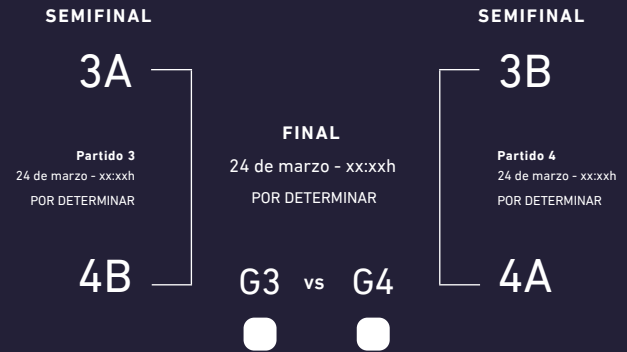 SEMIFINAL
3A
Partido 3
24 de marzo - xx:xxh
POR DETERMINAR
4B
FINAL
24 de marzo - xx:xxh
POR DETERMINAR
G3 vs G4
SEMIFINAL
3B
Partido 4
24 de marzo - xx:xxh
POR DETERMINAR
4A